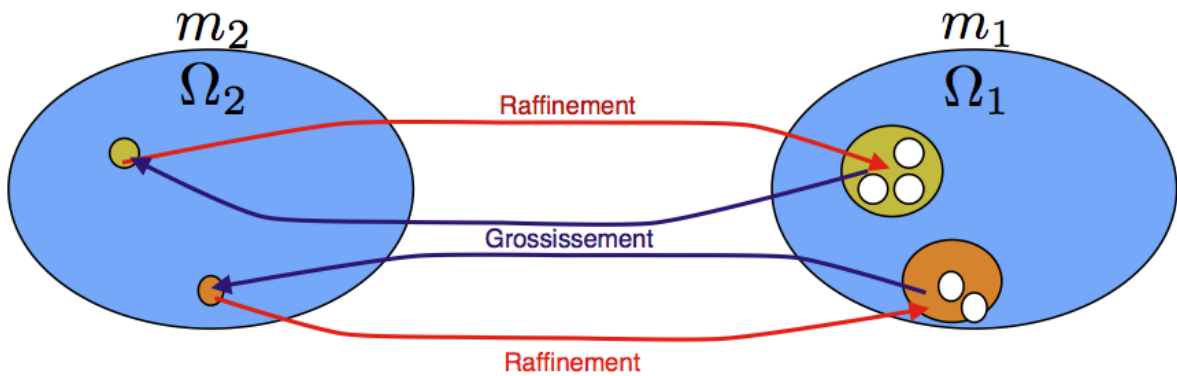 m₂
Ω₂
m₁
Ω₁
Raffinement
Grossissement
Raffinement